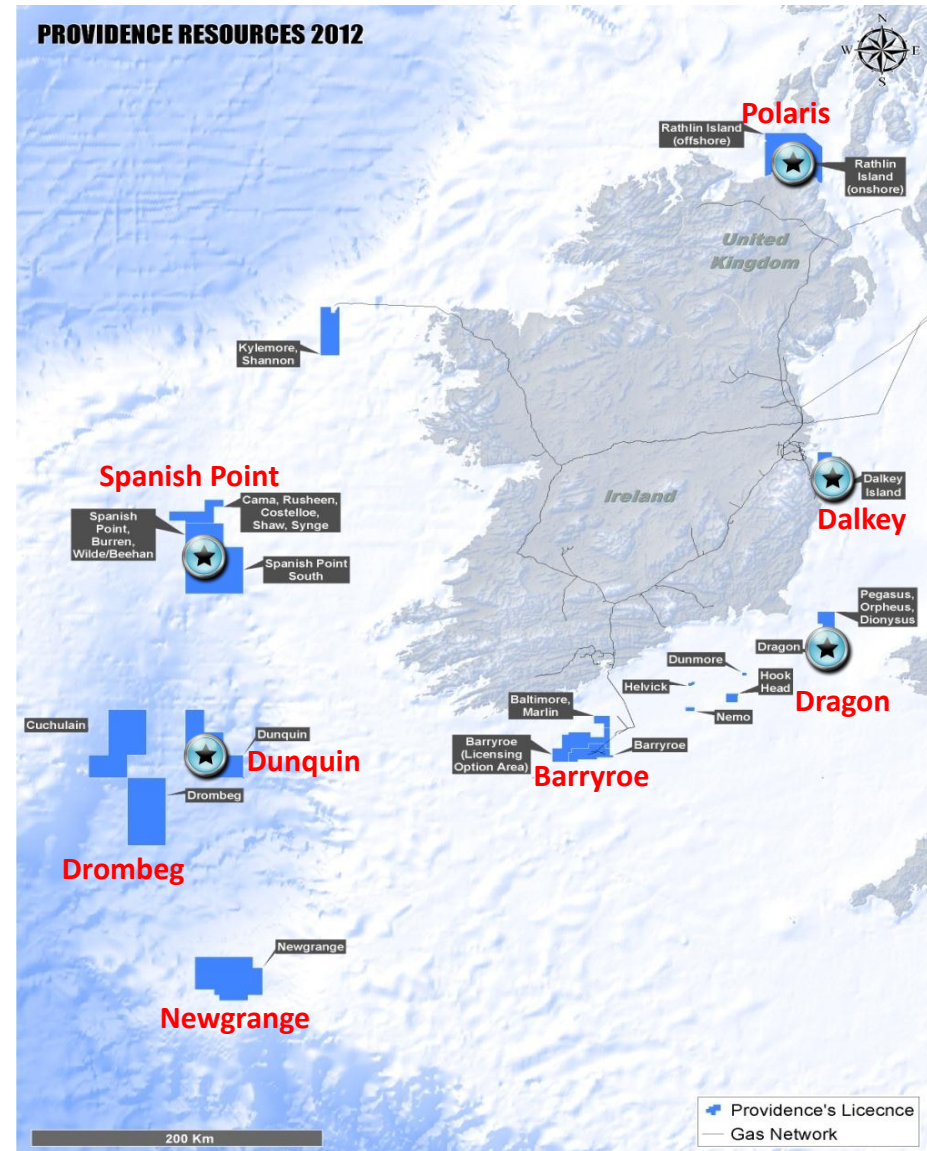 PROVIDENCE RESOURCES 2012
N
W
E
S
Polaris
Rathlin Island
(offshore)
Rathlin
Island
(onshore)
United
Kingdom
Kylemore,
Shannon
Spanish Point
Cama, Rusheen,
Costelloe,
Shaw, Synge
Spanish
Point,
Burren,
Wilde/Beehan
Spanish Point
South
Ireland
Dalkey
Island
Dalkey
Pegasus,
Orpheus,
Dionysus
Dragon
Dunmore
Hook
Head
Helvick
Nemo
Dragon
Baltimore,
Marlin
Barryroe
(Licensing
Option Area)
Barryroe
Barryroe
Cuchulain
Dunquin
Dunquin
Drombeg
Drombeg
Newgrange
Newgrange
Providence's Licecnce
Gas Network
200 Km